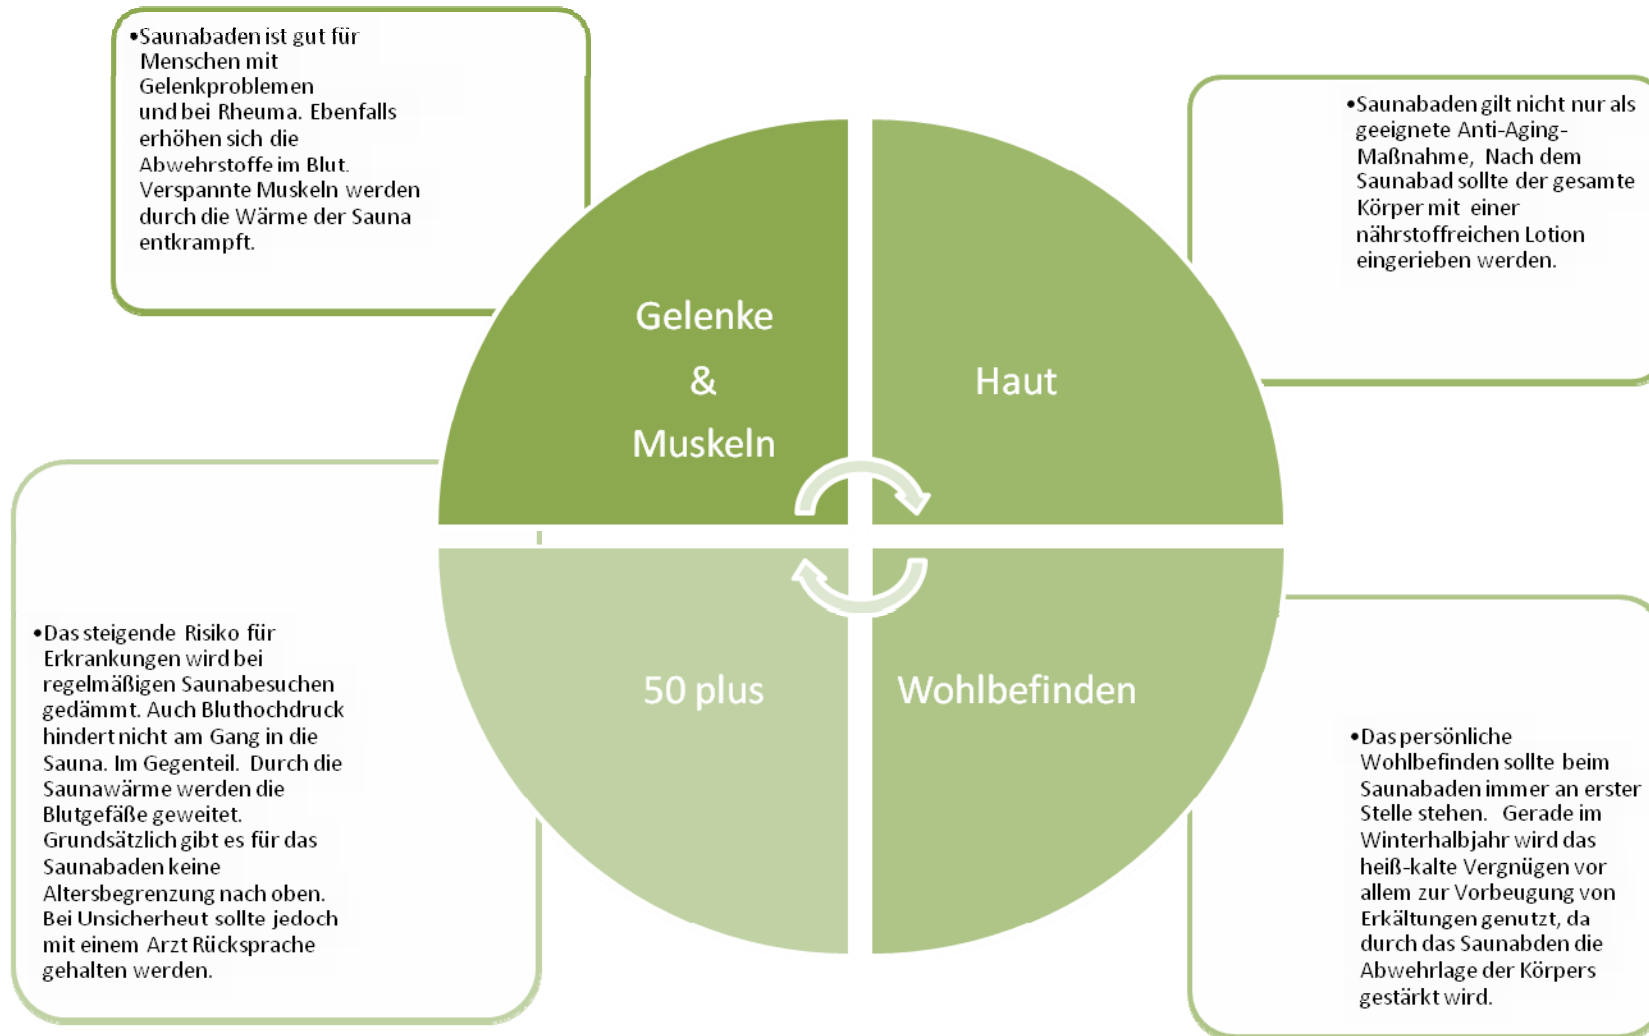 •Saunabaden ist gut für
Menschen mit
Gelenkproblemen
und bei Rheuma. Ebenfalls
erhöhen sich die
Abwehrstoffe im Blut.
Verspannte Muskeln werden
durch die Wärme der Sauna
entkrampft.
•Saunabaden gilt nicht nur als
geeignete Anti-Aging-
Maßnahme, Nach dem
Saunabad sollte der gesamte
Körper mit einer
nährstoffreichen Lotion
eingerieben werden.
Gelenke
&
Muskeln
Haut
50 plus
Wohlbefinden
•Das steigende Risiko für
Erkrankungen wird bei
regelmäßigen Saunabesuchen
gedämmt. Auch Bluthochdruck
hindert nicht am Gang in die
Sauna. Im Gegenteil. Durch die
Saunawärme werden die
Blutgefäße geweitet.
Grundsätzlich gibt es für das
Saunabaden keine
Altersbegrenzung nach oben.
Bei Unsicherheut sollte jedoch
mit einem Arzt Rücksprache
gehalten werden.
•Das persönliche
Wohlbefinden sollte beim
Saunabaden immer an erster
Stelle stehen. Gerade im
Winterhalbjahr wird das
heiß-kalte Vergnügen vor
allem zur Vorbeugung von
Erkältungen genutzt, da
durch das Saunabden die
Abwehrlage der Körpers
gestärkt wird.